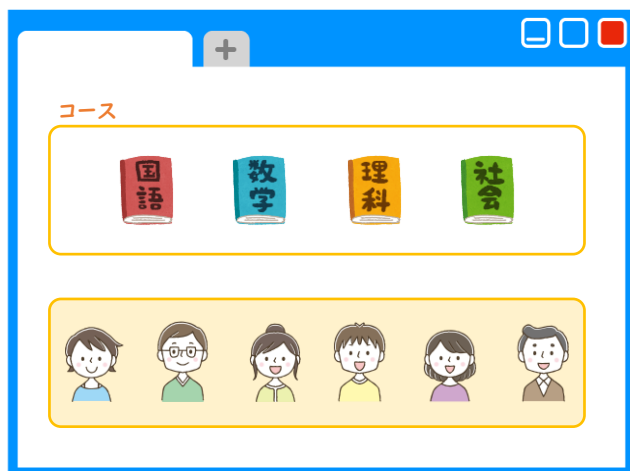 コース
国語
数学
理科
社会